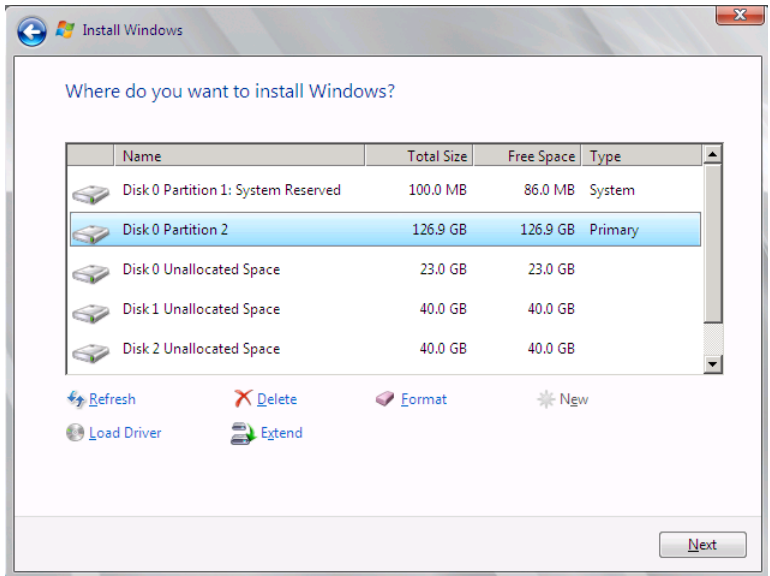 Install Windows
Where do you want to install Windows?
Name Total Size Free Space Type
Disk 0 Partition 1: System Reserved 100.0 MB 86.0 MB System
Disk 0 Partition 2 126.9 GB 126.9 GB Primary
Disk 0 Unallocated Space 23.0 GB 23.0 GB
Disk 1 Unallocated Space 40.0 GB 40.0 GB
Disk 2 Unallocated Space 40.0 GB 40.0 GB
Refresh Delete Format New
Load Driver Extend
Next